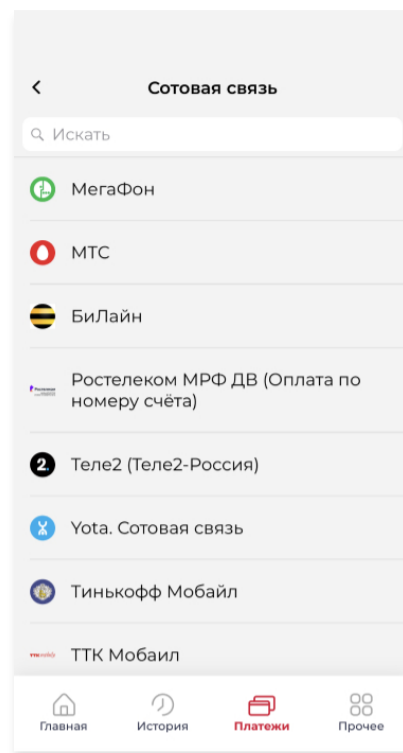 Сотовая связь
Искать
МегаФон
МТС
БиЛайн
Ростелеком МРФ ДВ (Оплата по
номеру счёта)
2. Теле2 (Теле2-Россия)
Yota. Сотовая связь
Тинькофф Мобайл
ТТК Мобаил
Главная История Платежи Прочее